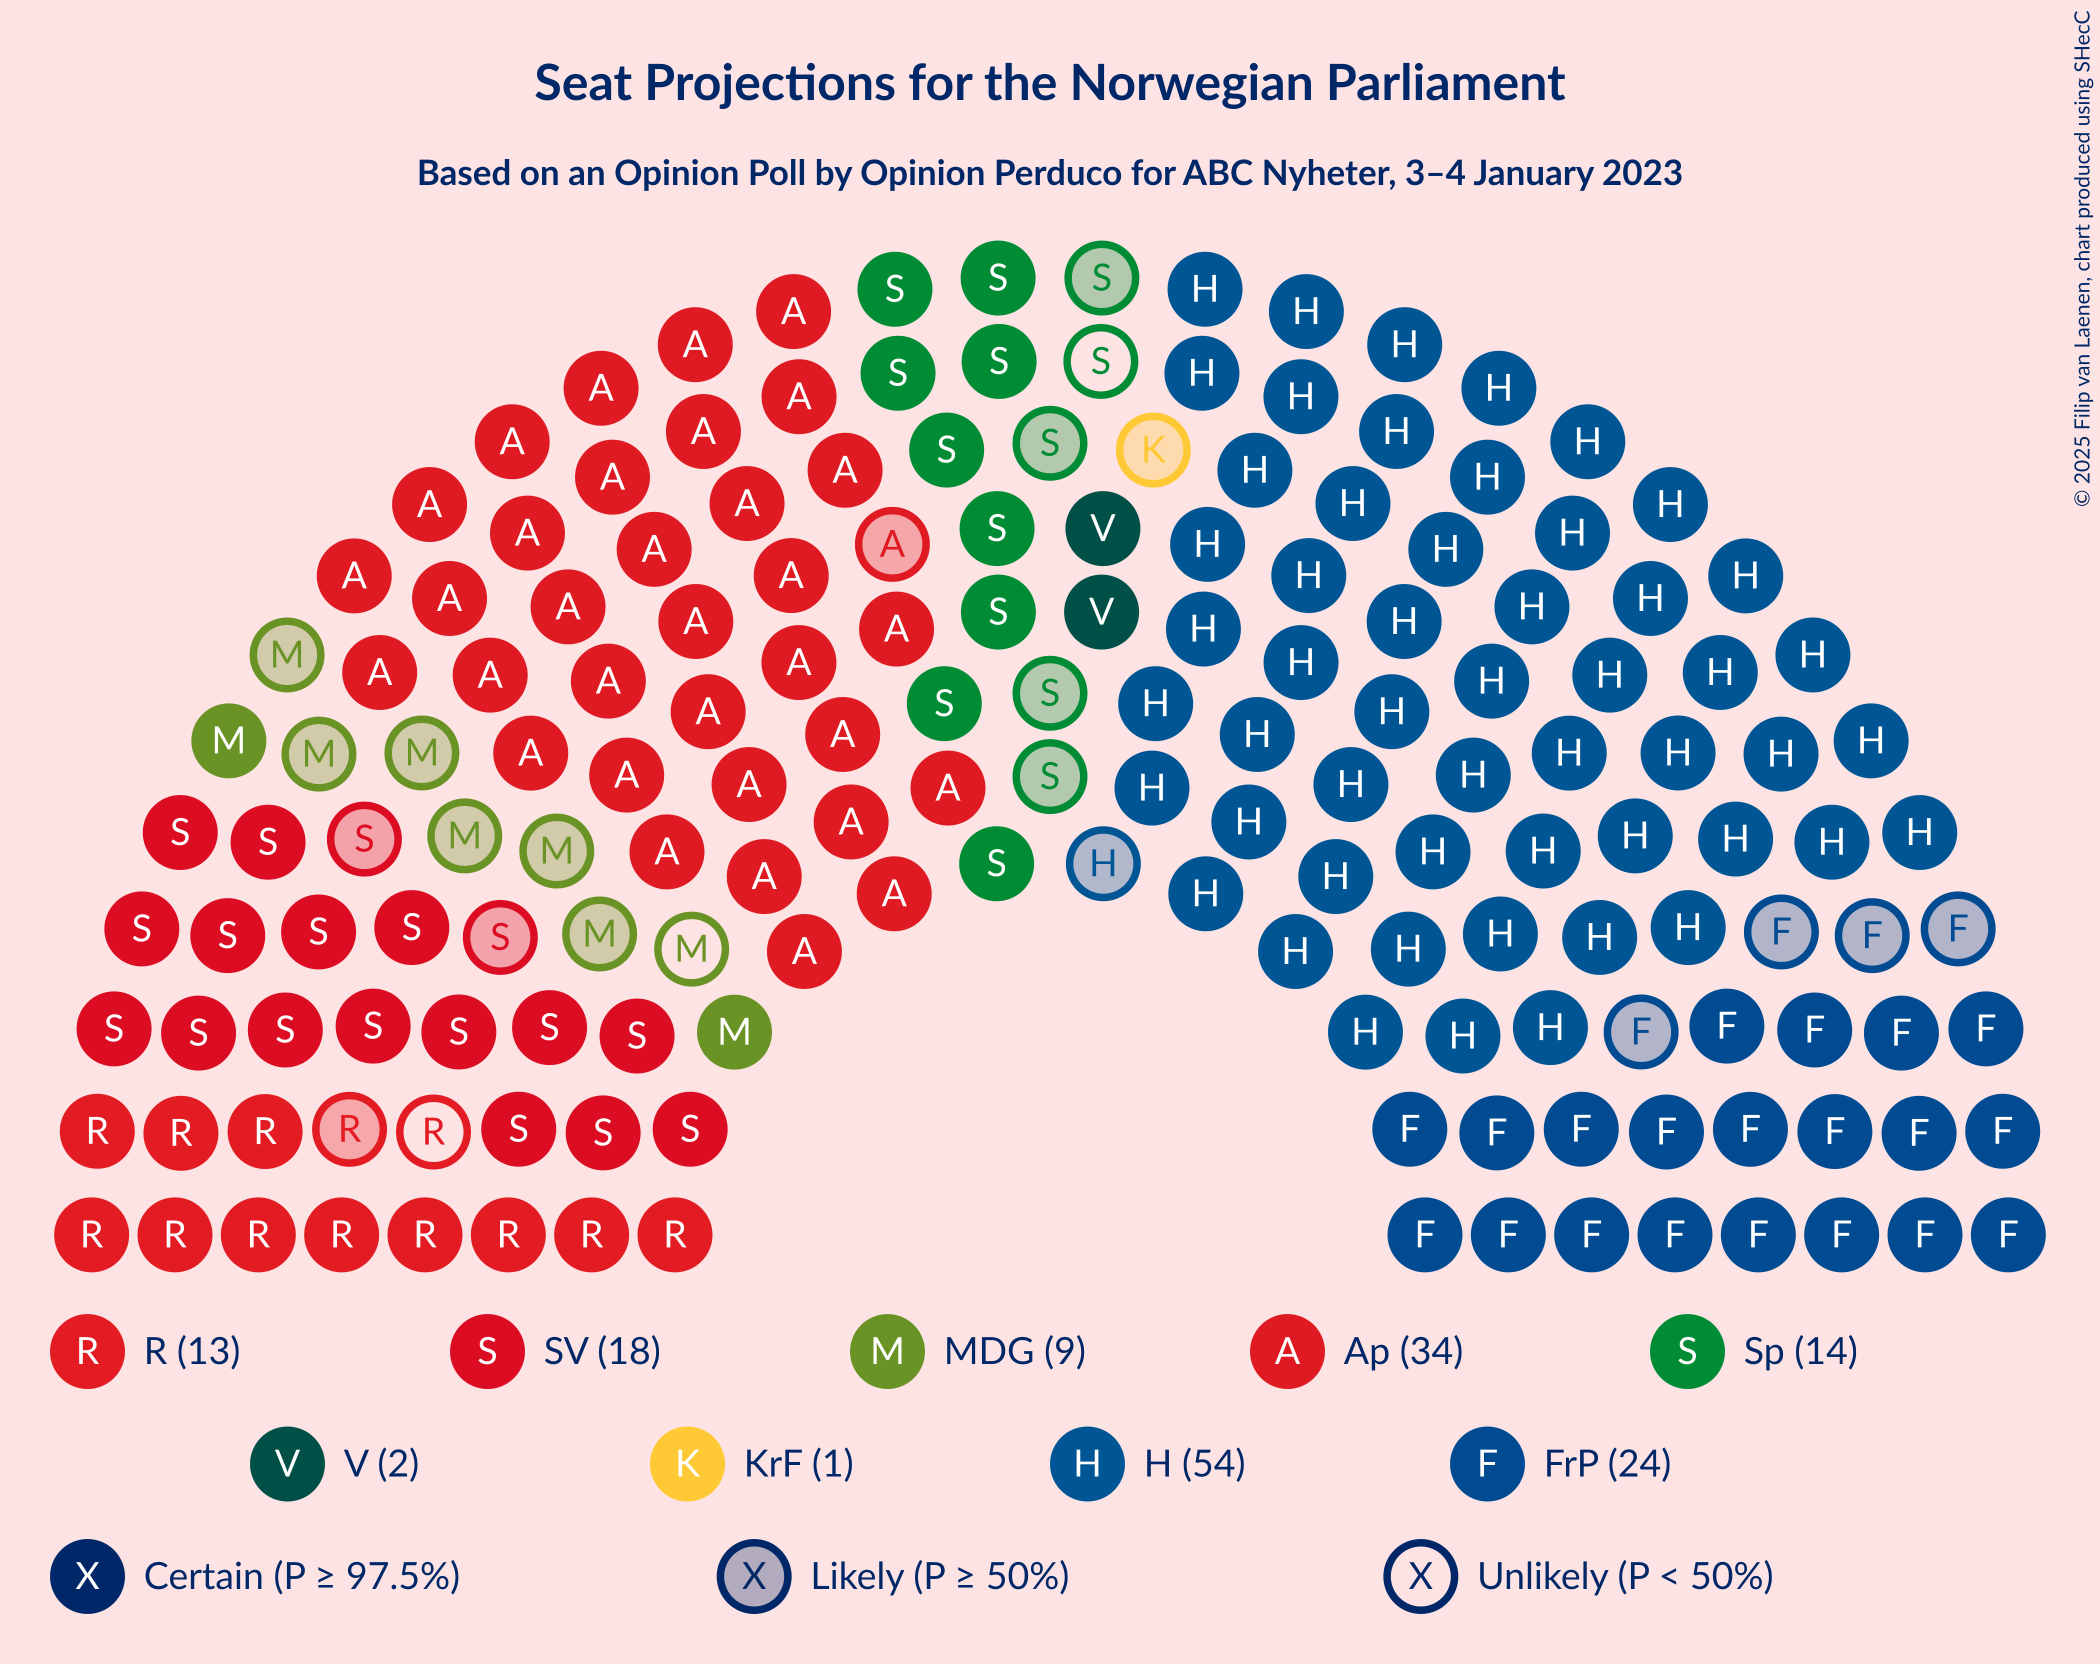 Seat Projections for the Norwegian Parliament
Based on an Opinion Poll by Opinion Perduco for ABC Nyheter, 3–4 January 2023
© 2025 Filip van Laenen, chart produced using SHecC
S S S H
A H
A H
S S S H
A H
A H
A H
A H
S S K H
A H
A H
A H
A H
A A S V H H
A H
A H
A H
A H
A A S V H H
A H
M A H H
A A H H
A A S S H H
A H
M M M A A A A S H H H H H H H
A S H
S S S M M A A A S H H H H H H H H
S S S S S M M A A H H H H H H F F F
S S S S S S S M H H H F F F F F
R R R R R S S S F F F F F F F F
R R R R R R R R F F F F F F F F
R R (13) S SV (18) M MDG (9) A Ap (34) S Sp (14)
V V (2) K KrF (1) H H (54) F FrP (24)
X Certain (P ≥ 97.5%) X Likely (P ≥ 50%) X Unlikely (P < 50%)